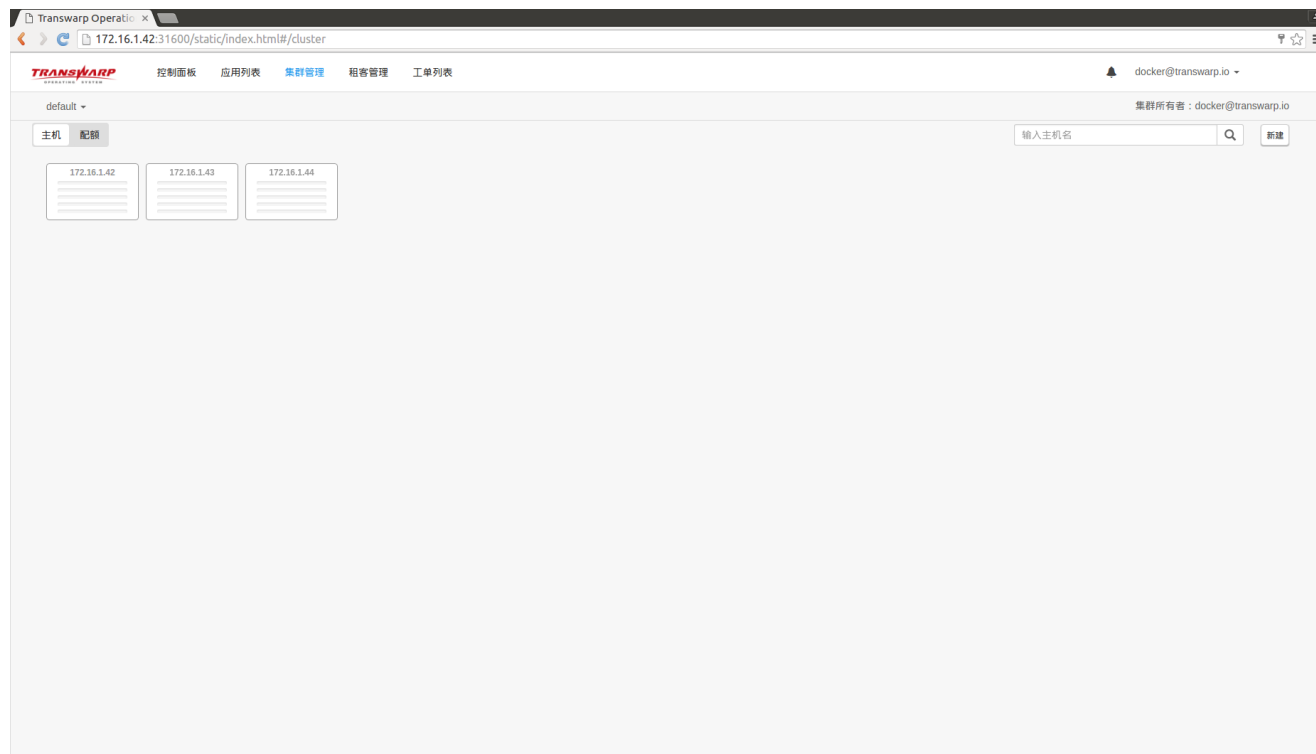 Transwarp Operatio
172.16.1.42:31600/static/index.html#/cluster
TRANSWARP 控制面板 应用列表 集群管理 租客管理 工单列表 docker@transwarp.io
OPERATING SYSTEM
default 集群所有者：docker@transwarp.io
主机 配额 输入主机名 新建
172.16.1.42 172.16.1.43 172.16.1.44